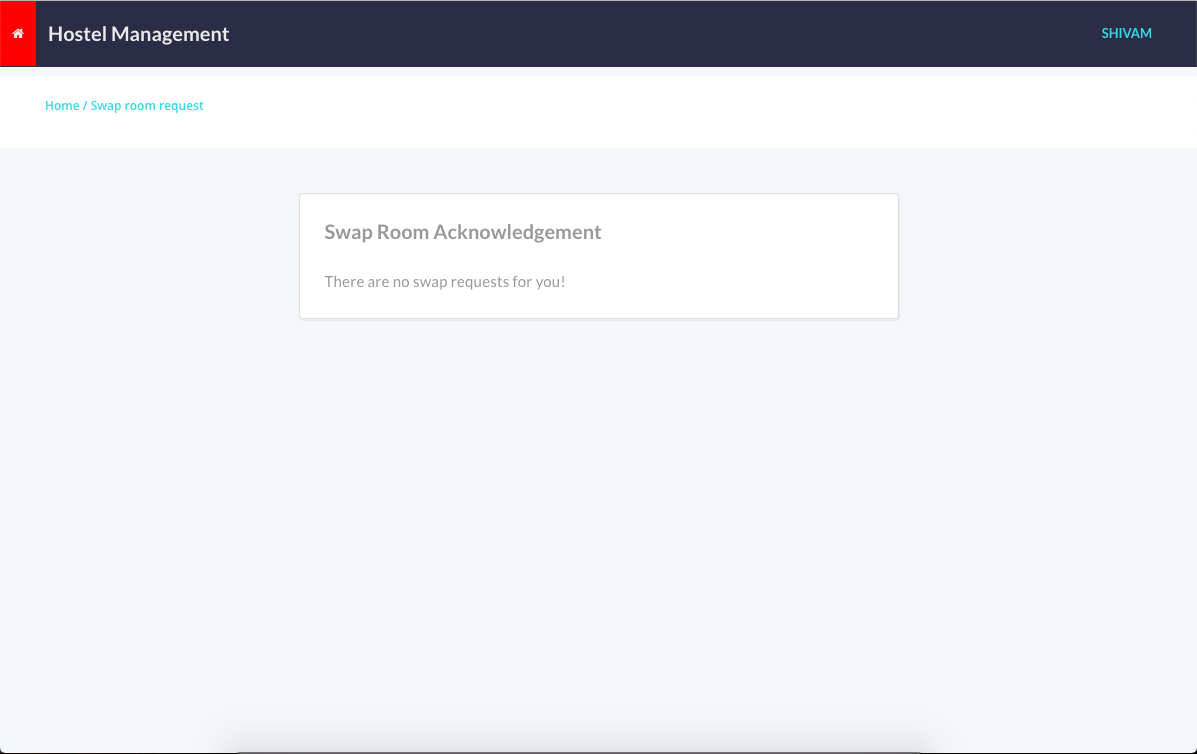 Hostel Management
SHIVAM
Home / Swap room request
Swap Room Acknowledgement
There are no swap requests for you!